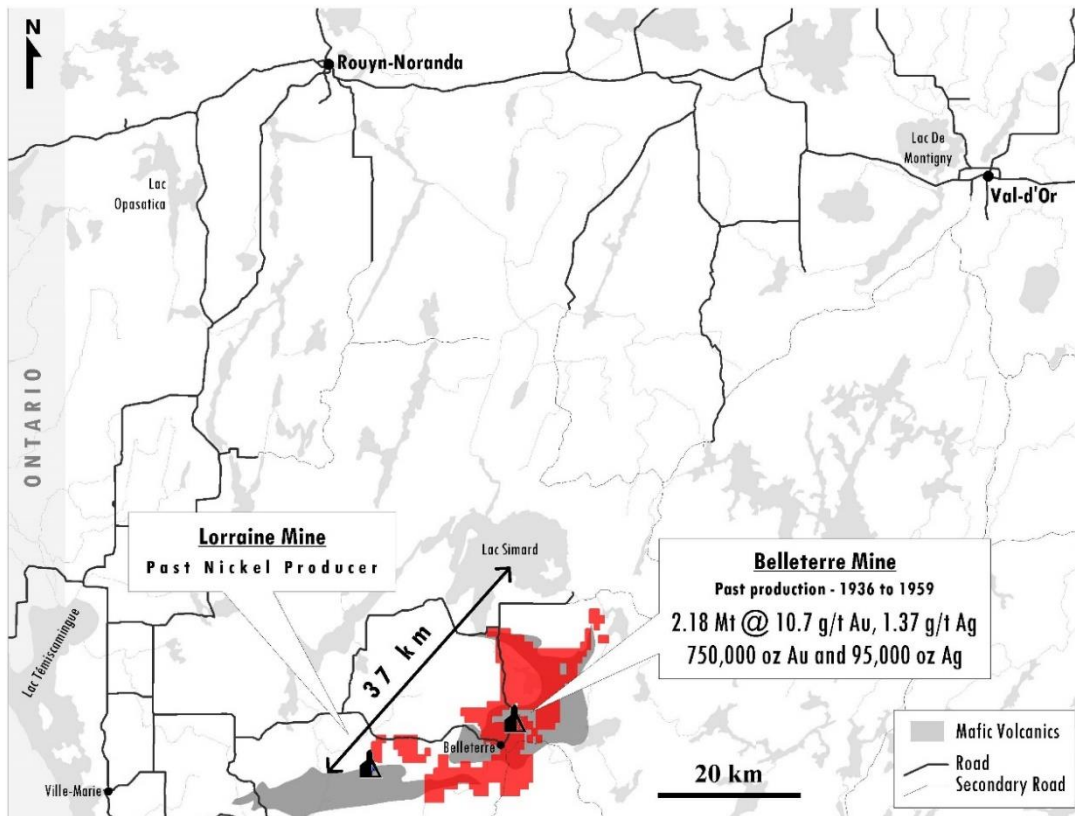 N
Rouyn-Noranda
Lac De
Montigny
Val-d'Or
Lac
Opasatica
ONTARIO
Lorraine Mine
Past Nickel Producer
Lac Simard
37 km
Belleterre Mine
Past production - 1936 to 1959
2.18 Mt @ 10.7 g/t Au, 1.37 g/t Ag
750,000 oz Au and 95,000 oz Ag
Lac Témiscamingue
Belleterre
Ville-Marie
20 km
Mafic Volcanics
Road
Secondary Road